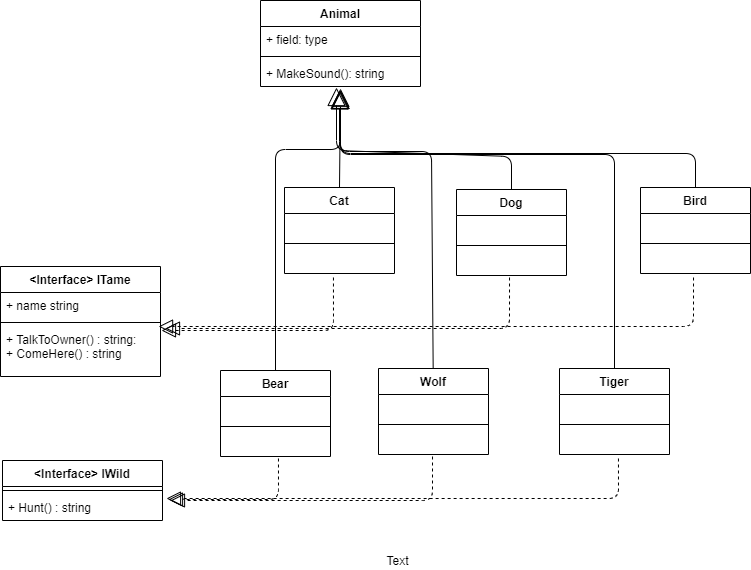 Animal
+ field: type
+ MakeSound(): string
Cat
Dog
Bird
<Interface> ITame
+ name string
+ TalkToOwner() : string:
+ ComeHere() : string
Bear
Wolf
Tiger
<Interface> IWild
+ Hunt() : string
Text